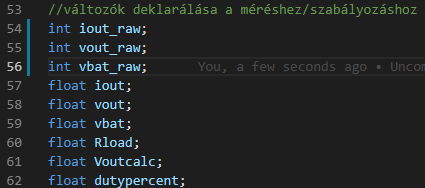 53 //változók deklarálása a méréshez/szabályozáshoz
54 int iout_raw;
55 int vout_raw;
56 int vbat_raw; You, a few seconds ago • Uncom
57 float iout;
58 float vout;
59 float vbat;
60 float Rload;
61 float Voutcalc;
62 float dutypercent;